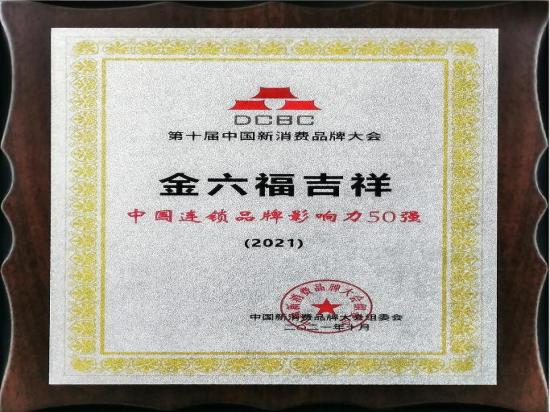 DCBC
第十届中国新消费品牌大会
金六福吉祥
中国连锁品牌影响力50强
(2021)
中国新消费品牌大会组委会
二〇二一年十月